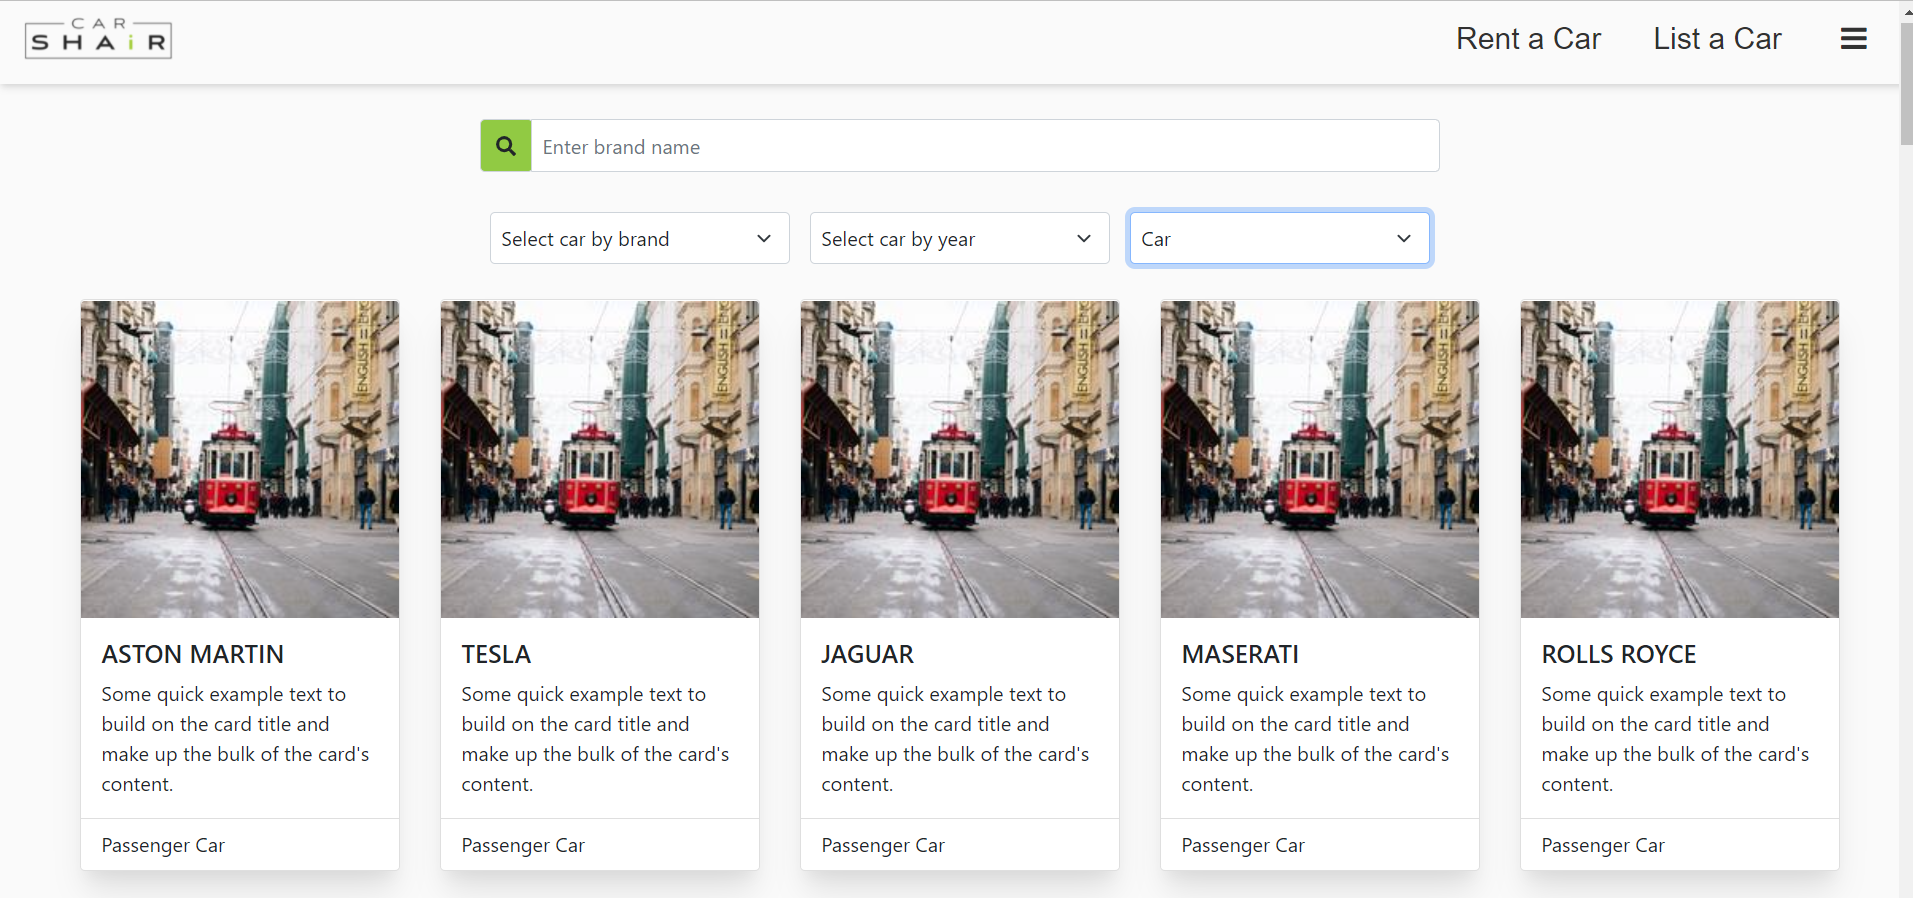 CAR
SHAiR
Rent a Car
List a Car
Enter brand name
Select car by brand
Select car by year
Car
ENGLISH = ENG
ENGLISH = ENG
ENGLISH = ENG
ENGLISH = ENG
ENGLISH = ENG
ASTON MARTIN
Some quick example text to
build on the card title and
make up the bulk of the card's
content.
Passenger Car
TESLA
Some quick example text to
build on the card title and
make up the bulk of the card's
content.
Passenger Car
JAGUAR
Some quick example text to
build on the card title and
make up the bulk of the card's
content.
Passenger Car
MASERATI
Some quick example text to
build on the card title and
make up the bulk of the card's
content.
Passenger Car
ROLLS ROYCE
Some quick example text to
build on the card title and
make up the bulk of the card's
content.
Passenger Car